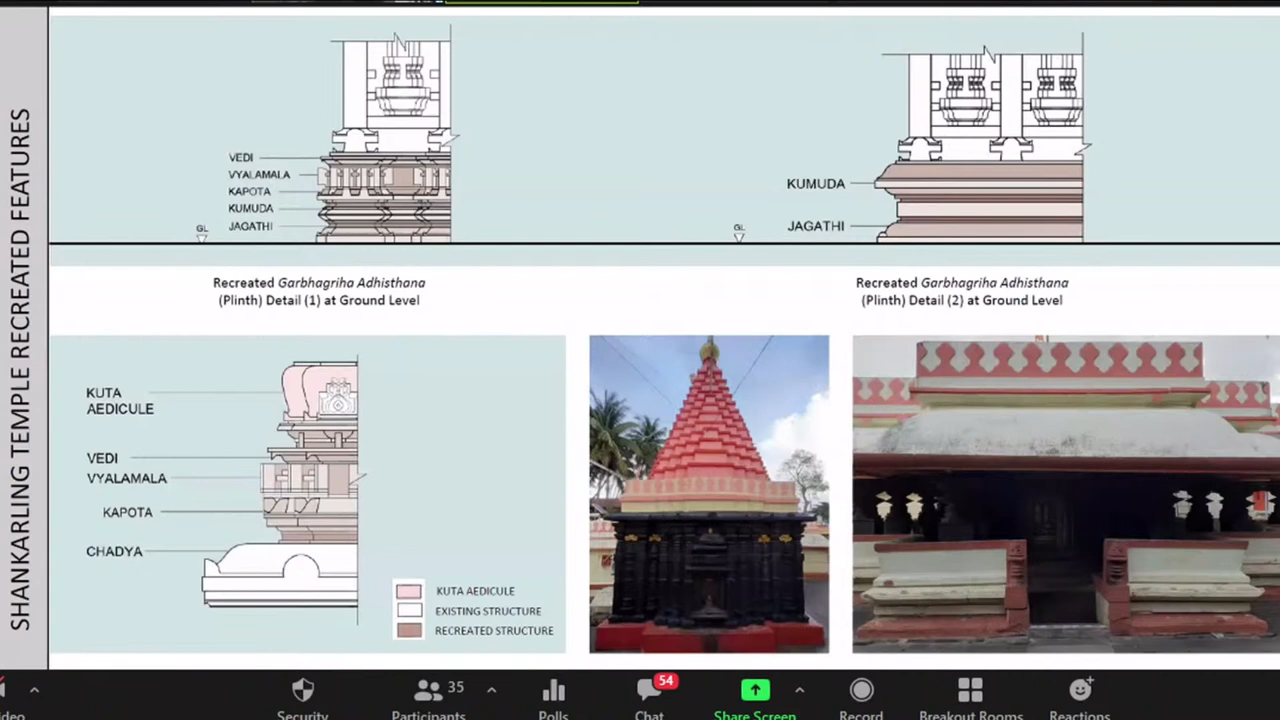 SHANKARLING TEMPLE RECREATED FEATURES
VEDI
VYALAMALA
KAPOTA
KUMUDA
JAGATHI
GL
KUMUDA
JAGATHI
GL
Recreated Garbhagriha Adhisthana
(Plinth) Detail (1) at Ground Level
Recreated Garbhagriha Adhisthana
(Plinth) Detail (2) at Ground Level
KUTA
AEDICULE
VEDI
VYALAMALA
KAPOTA
CHADYA
KUTA AEDICULE
EXISTING STRUCTURE
RECREATED STRUCTURE
35
54
Security
Participants
Polls
Chat
Share Screen
Record
Breakout Rooms
Reactions